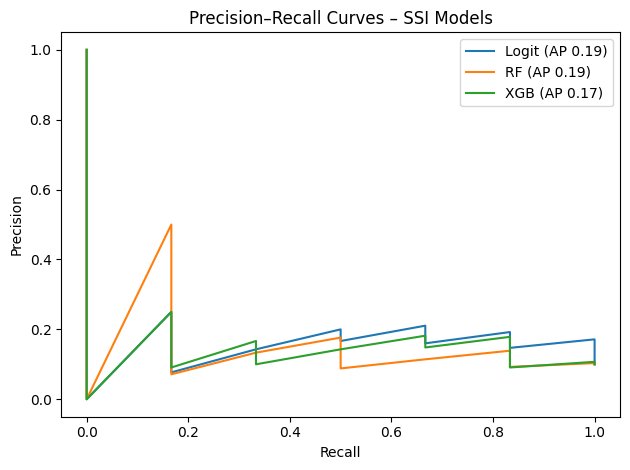 Precision–Recall Curves – SSI Models
Logit (AP 0.19)
RF (AP 0.19)
XGB (AP 0.17)
Precision
1.0
0.8
0.6
0.4
0.2
0.0
0.0 0.2 0.4 0.6 0.8 1.0
Recall